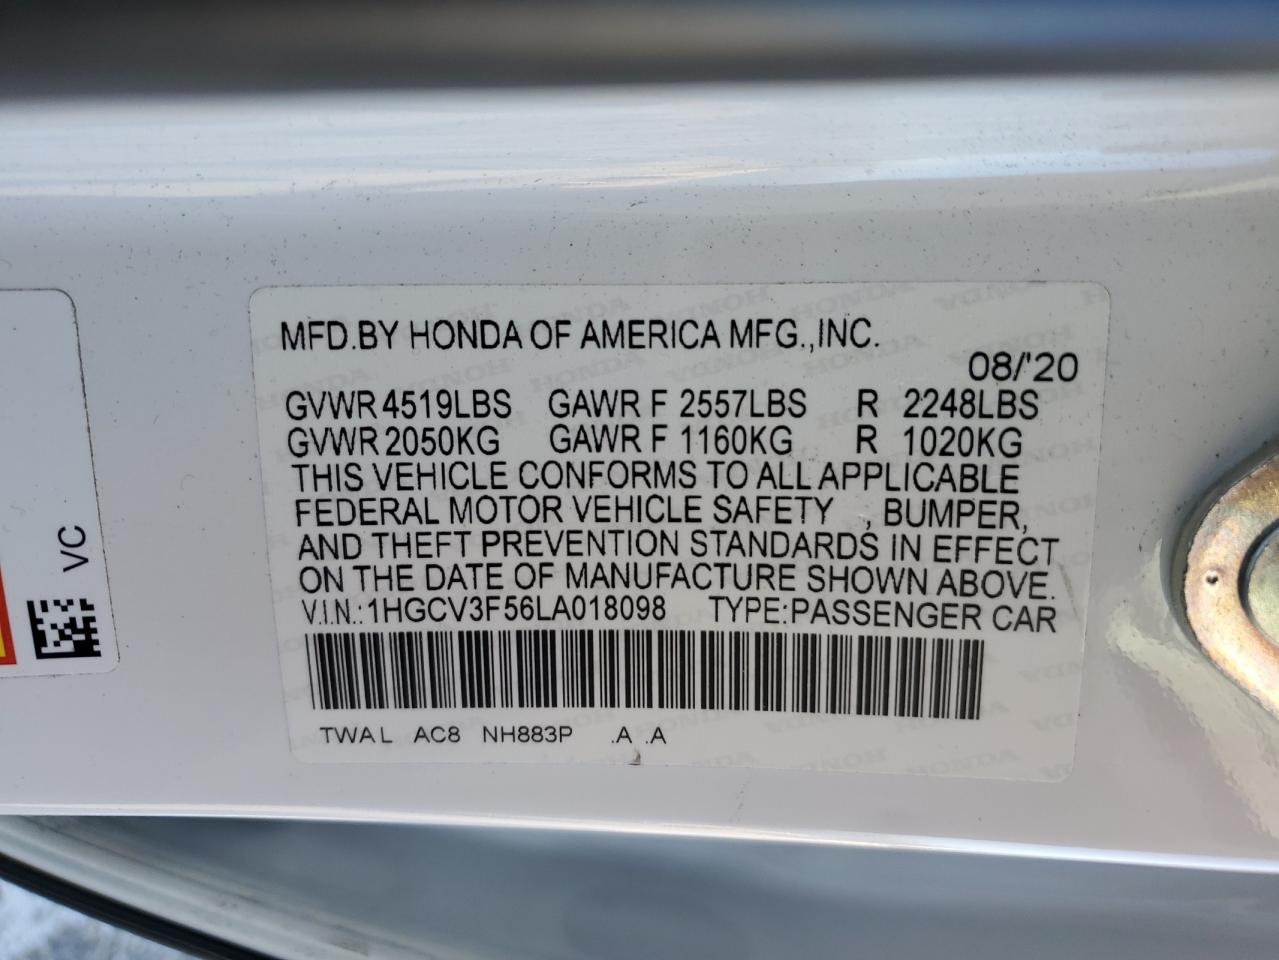 MFD.BY HONDA OF AMERICA MFG.,INC.
08/'20
GVWR 4519LBS GAWR F 2557LBS R 2248LBS
GVWR 2050KG GAWR F 1160KG R 1020KG
THIS VEHICLE CONFORMS TO ALL APPLICABLE
FEDERAL MOTOR VEHICLE SAFETY , BUMPER,
AND THEFT PREVENTION STANDARDS IN EFFECT
ON THE DATE OF MANUFACTURE SHOWN ABOVE.
V.I.N.: 1HGCV3F56LA018098 TYPE:PASSENGER CAR
TWAL AC8 NH883P .A .A
VC